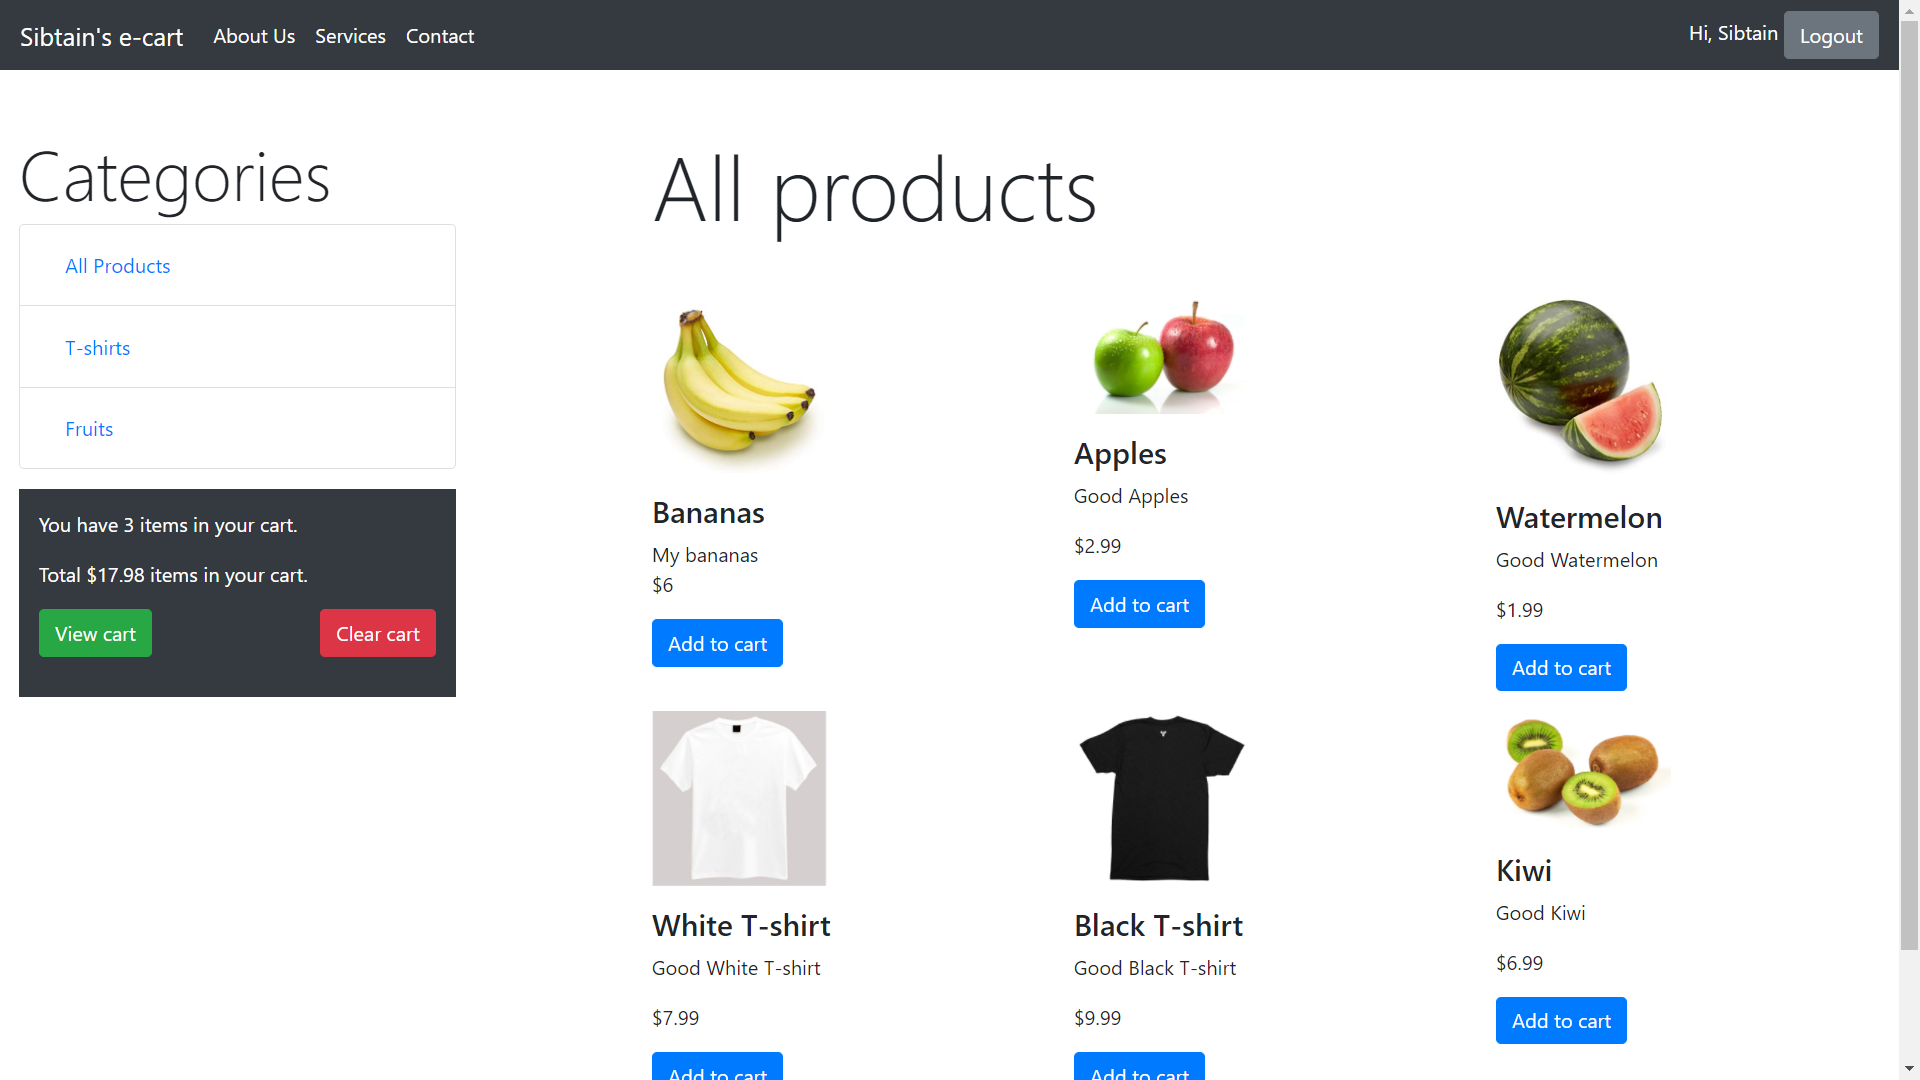 Sibtain's e-cart About Us Services Contact Hi, Sibtain Logout
Categories
All Products
T-shirts
Fruits
You have 3 items in your cart.
Total $17.98 items in your cart.
View cart Clear cart
All products
Bananas
My bananas
$6
Add to cart
Apples
Good Apples
$2.99
Add to cart
Watermelon
Good Watermelon
$1.99
Add to cart
White T-shirt
Good White T-shirt
$7.99
Add to cart
Black T-shirt
Good Black T-shirt
$9.99
Add to cart
Kiwi
Good Kiwi
$6.99
Add to cart